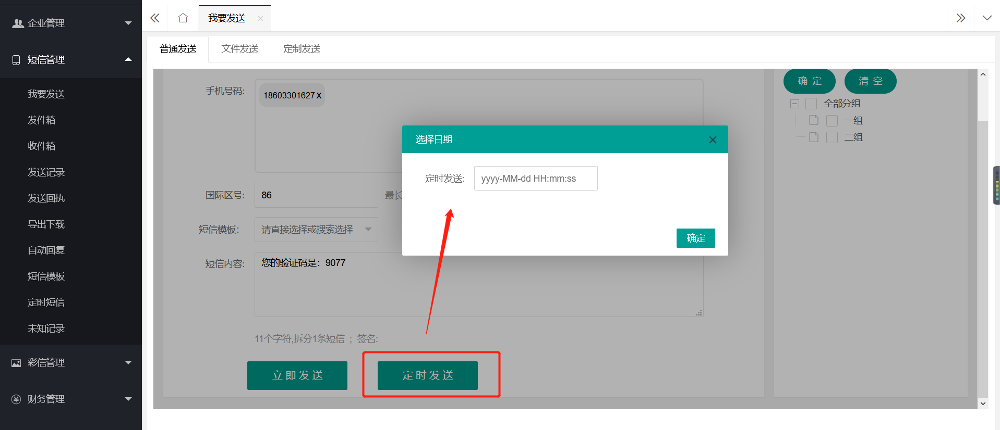 企业管理
短信管理
我要发送
发件箱
收件箱
发送记录
发送回执
导出下载
自动回复
短信模板
定时短信
未知记录
彩信管理
财务管理
我要发送
普通发送
文件发送
定制发送
手机号码:
18603301627 X
国际区号:
86
最长
短信模板:
请直接选择或搜索选择
短信内容:
您的验证码是：9077
11个字符,拆分1条短信 ；签名:
立即发送
定时发送
选择日期
定时发送:
yyyy-MM-dd HH:mm:ss
确定
确 定
清 空
全部分组
一组
二组